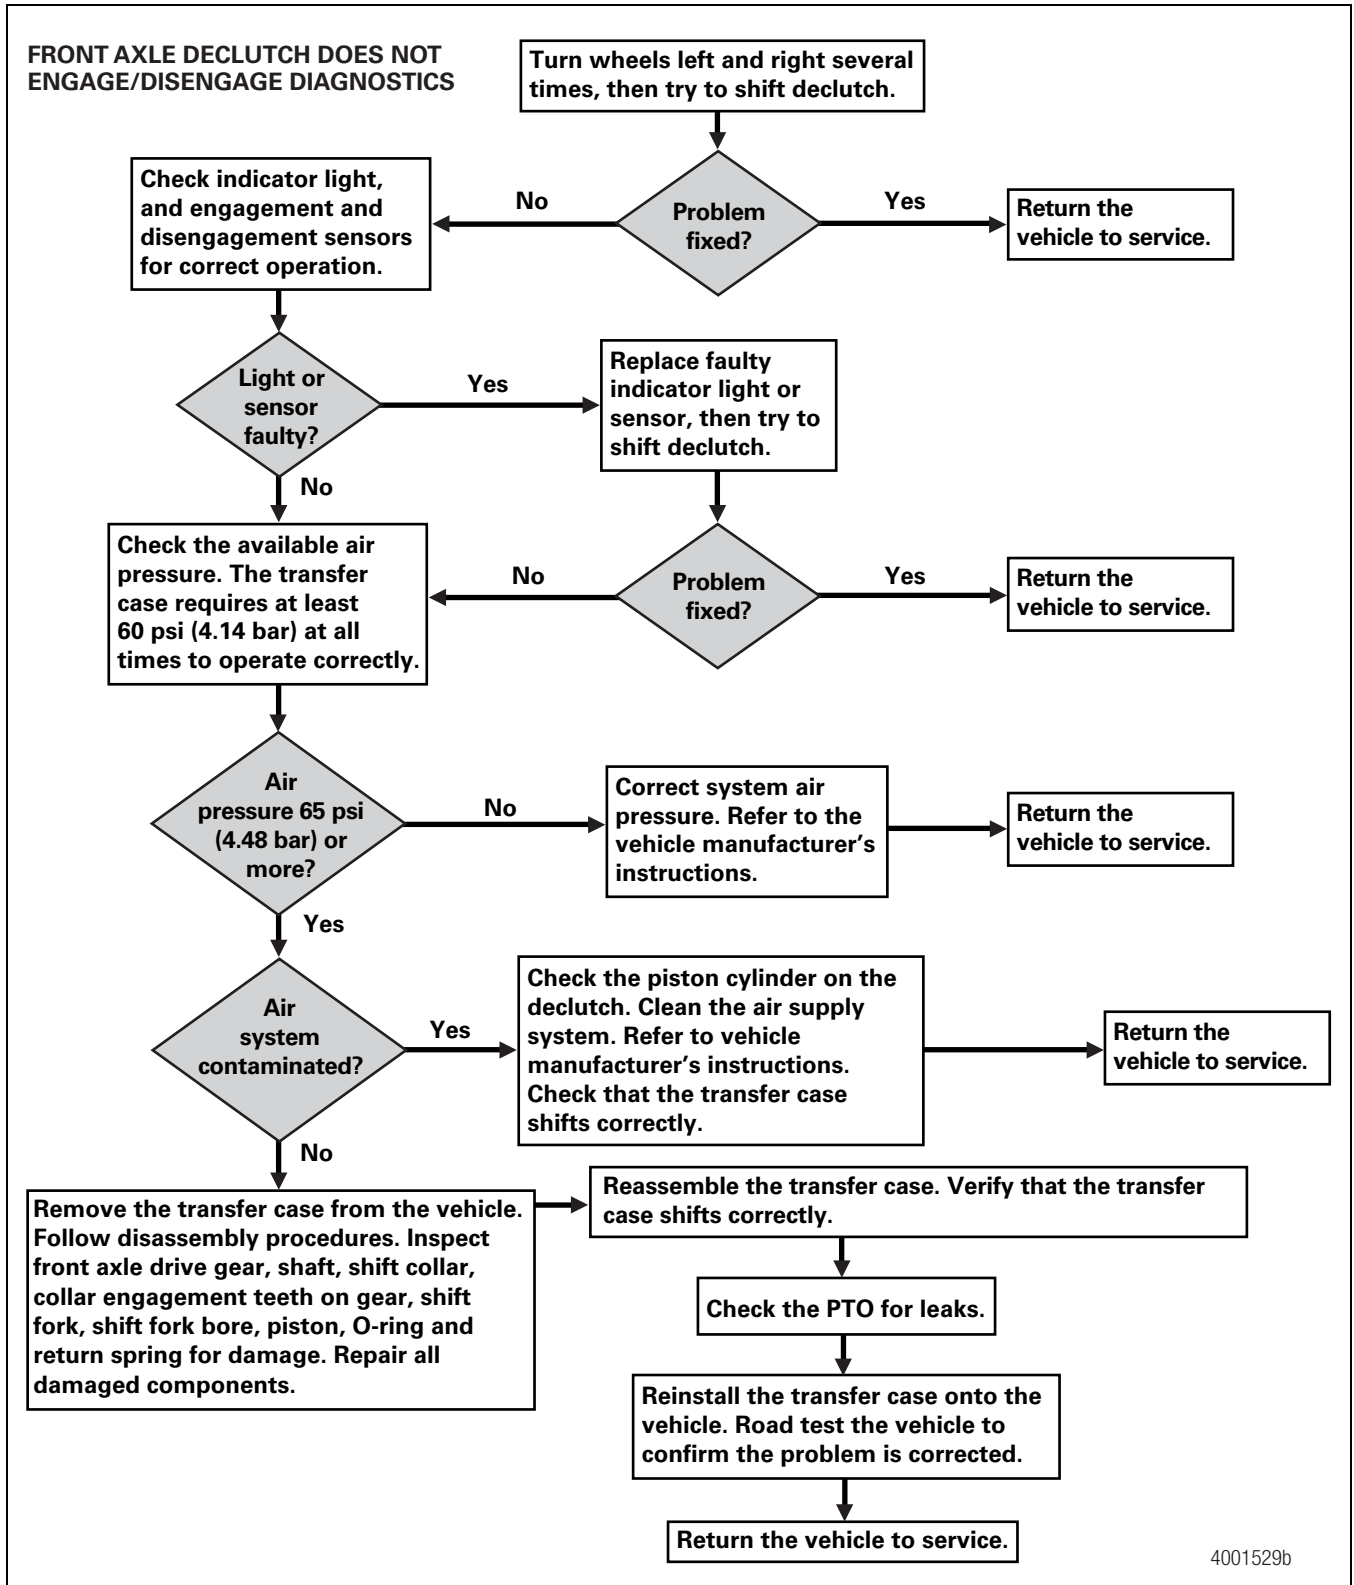 FRONT AXLE DECLUTCH DOES NOT
ENGAGE/DISENGAGE DIAGNOSTICS
Turn wheels left and right several
times, then try to shift declutch.
Problem
fixed?
No
Yes
Check indicator light,
and engagement and
disengagement sensors
for correct operation.
Return the
vehicle to service.
Light or
sensor
faulty?
Yes
No
Replace faulty
indicator light or
sensor, then try to
shift declutch.
Problem
fixed?
No
Yes
Return the
vehicle to service.
Check the available air
pressure. The transfer
case requires at least
60 psi (4.14 bar) at all
times to operate correctly.
Air
pressure 65 psi
(4.48 bar) or
more?
No
Yes
Correct system air
pressure. Refer to the
vehicle manufacturer's
instructions.
Return the
vehicle to service.
Air
system
contaminated?
Yes
No
Check the piston cylinder on the
declutch. Clean the air supply
system. Refer to vehicle
manufacturer's instructions.
Check that the transfer case
shifts correctly.
Return the
vehicle to service.
Remove the transfer case from the vehicle.
Follow disassembly procedures. Inspect
front axle drive gear, shaft, shift collar,
collar engagement teeth on gear, shift
fork, shift fork bore, piston, O-ring and
return spring for damage. Repair all
damaged components.
Reassemble the transfer case. Verify that the transfer
case shifts correctly.
Check the PTO for leaks.
Reinstall the transfer case onto the
vehicle. Road test the vehicle to
confirm the problem is corrected.
Return the vehicle to service.
4001529b